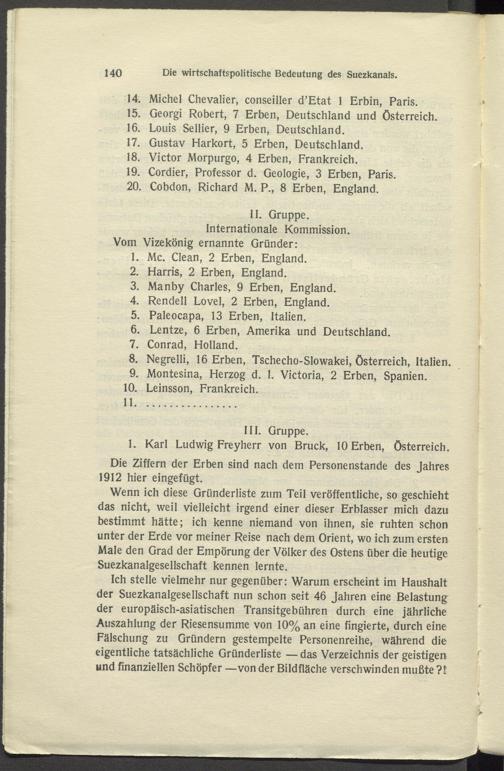 140 Die wirtschaftspolitische Bedeutung des Suezkanals.
14. Michel Chevalier, conseiller d'Etat 1 Erbin, Paris.
15. Georgi Robert, 7 Erben, Deutschland und Österreich.
16. Louis Sellier, 9 Erben, Deutschland.
17. Gustav Harkort, 5 Erben, Deutschland.
18. Victor Morpurgo, 4 Erben, Frankreich.
19. Cordier, Professor d. Geologie, 3 Erben, Paris.
20. Cobdon, Richard M. P., 8 Erben, England.
II. Gruppe.
Internationale Kommission.
Vom Vizekönig ernannte Gründer:
1. Mc. Clean, 2 Erben, England.
2. Harris, 2 Erben, England.
3. Manby Charles, 9 Erben, England.
4. Rendell Lovel, 2 Erben, England.
5. Paleocapa, 13 Erben, Italien.
6. Lentze, 6 Erben, Amerika und Deutschland.
7. Conrad, Holland.
8. Negrelli, 16 Erben, Tschecho-Slowakei, Österreich, Italien.
9. Montesina, Herzog d. l. Victoria, 2 Erben, Spanien.
10. Leinsson, Frankreich.
11. ................
III. Gruppe.
1. Karl Ludwig Freyherr von Bruck, 10 Erben, Österreich.
Die Ziffern der Erben sind nach dem Personenstande des Jahres
1912 hier eingefügt.
Wenn ich diese Gründerliste zum Teil veröffentliche, so geschieht
das nicht, weil vielleicht irgend einer dieser Erblasser mich dazu
bestimmt hätte; ich kenne niemand von ihnen, sie ruhten schon
unter der Erde vor meiner Reise nach dem Orient, wo ich zum ersten
Male den Grad der Empörung der Völker des Ostens über die heutige
Suezkanalgesellschaft kennen lernte.
Ich stelle vielmehr nur gegenüber: Warum erscheint im Haushalt
der Suezkanalgesellschaft nun schon seit 46 Jahren eine Belastung
der europäisch-asiatischen Transitgebühren durch eine jährliche
Auszahlung der Riesensumme von 10% an eine fingierte, durch eine
Fälschung zu Gründern gestempelte Personenreihe, während die
eigentliche tatsächliche Gründerliste — das Verzeichnis der geistigen
und finanziellen Schöpfer — von der Bildfläche verschwinden mußte?!